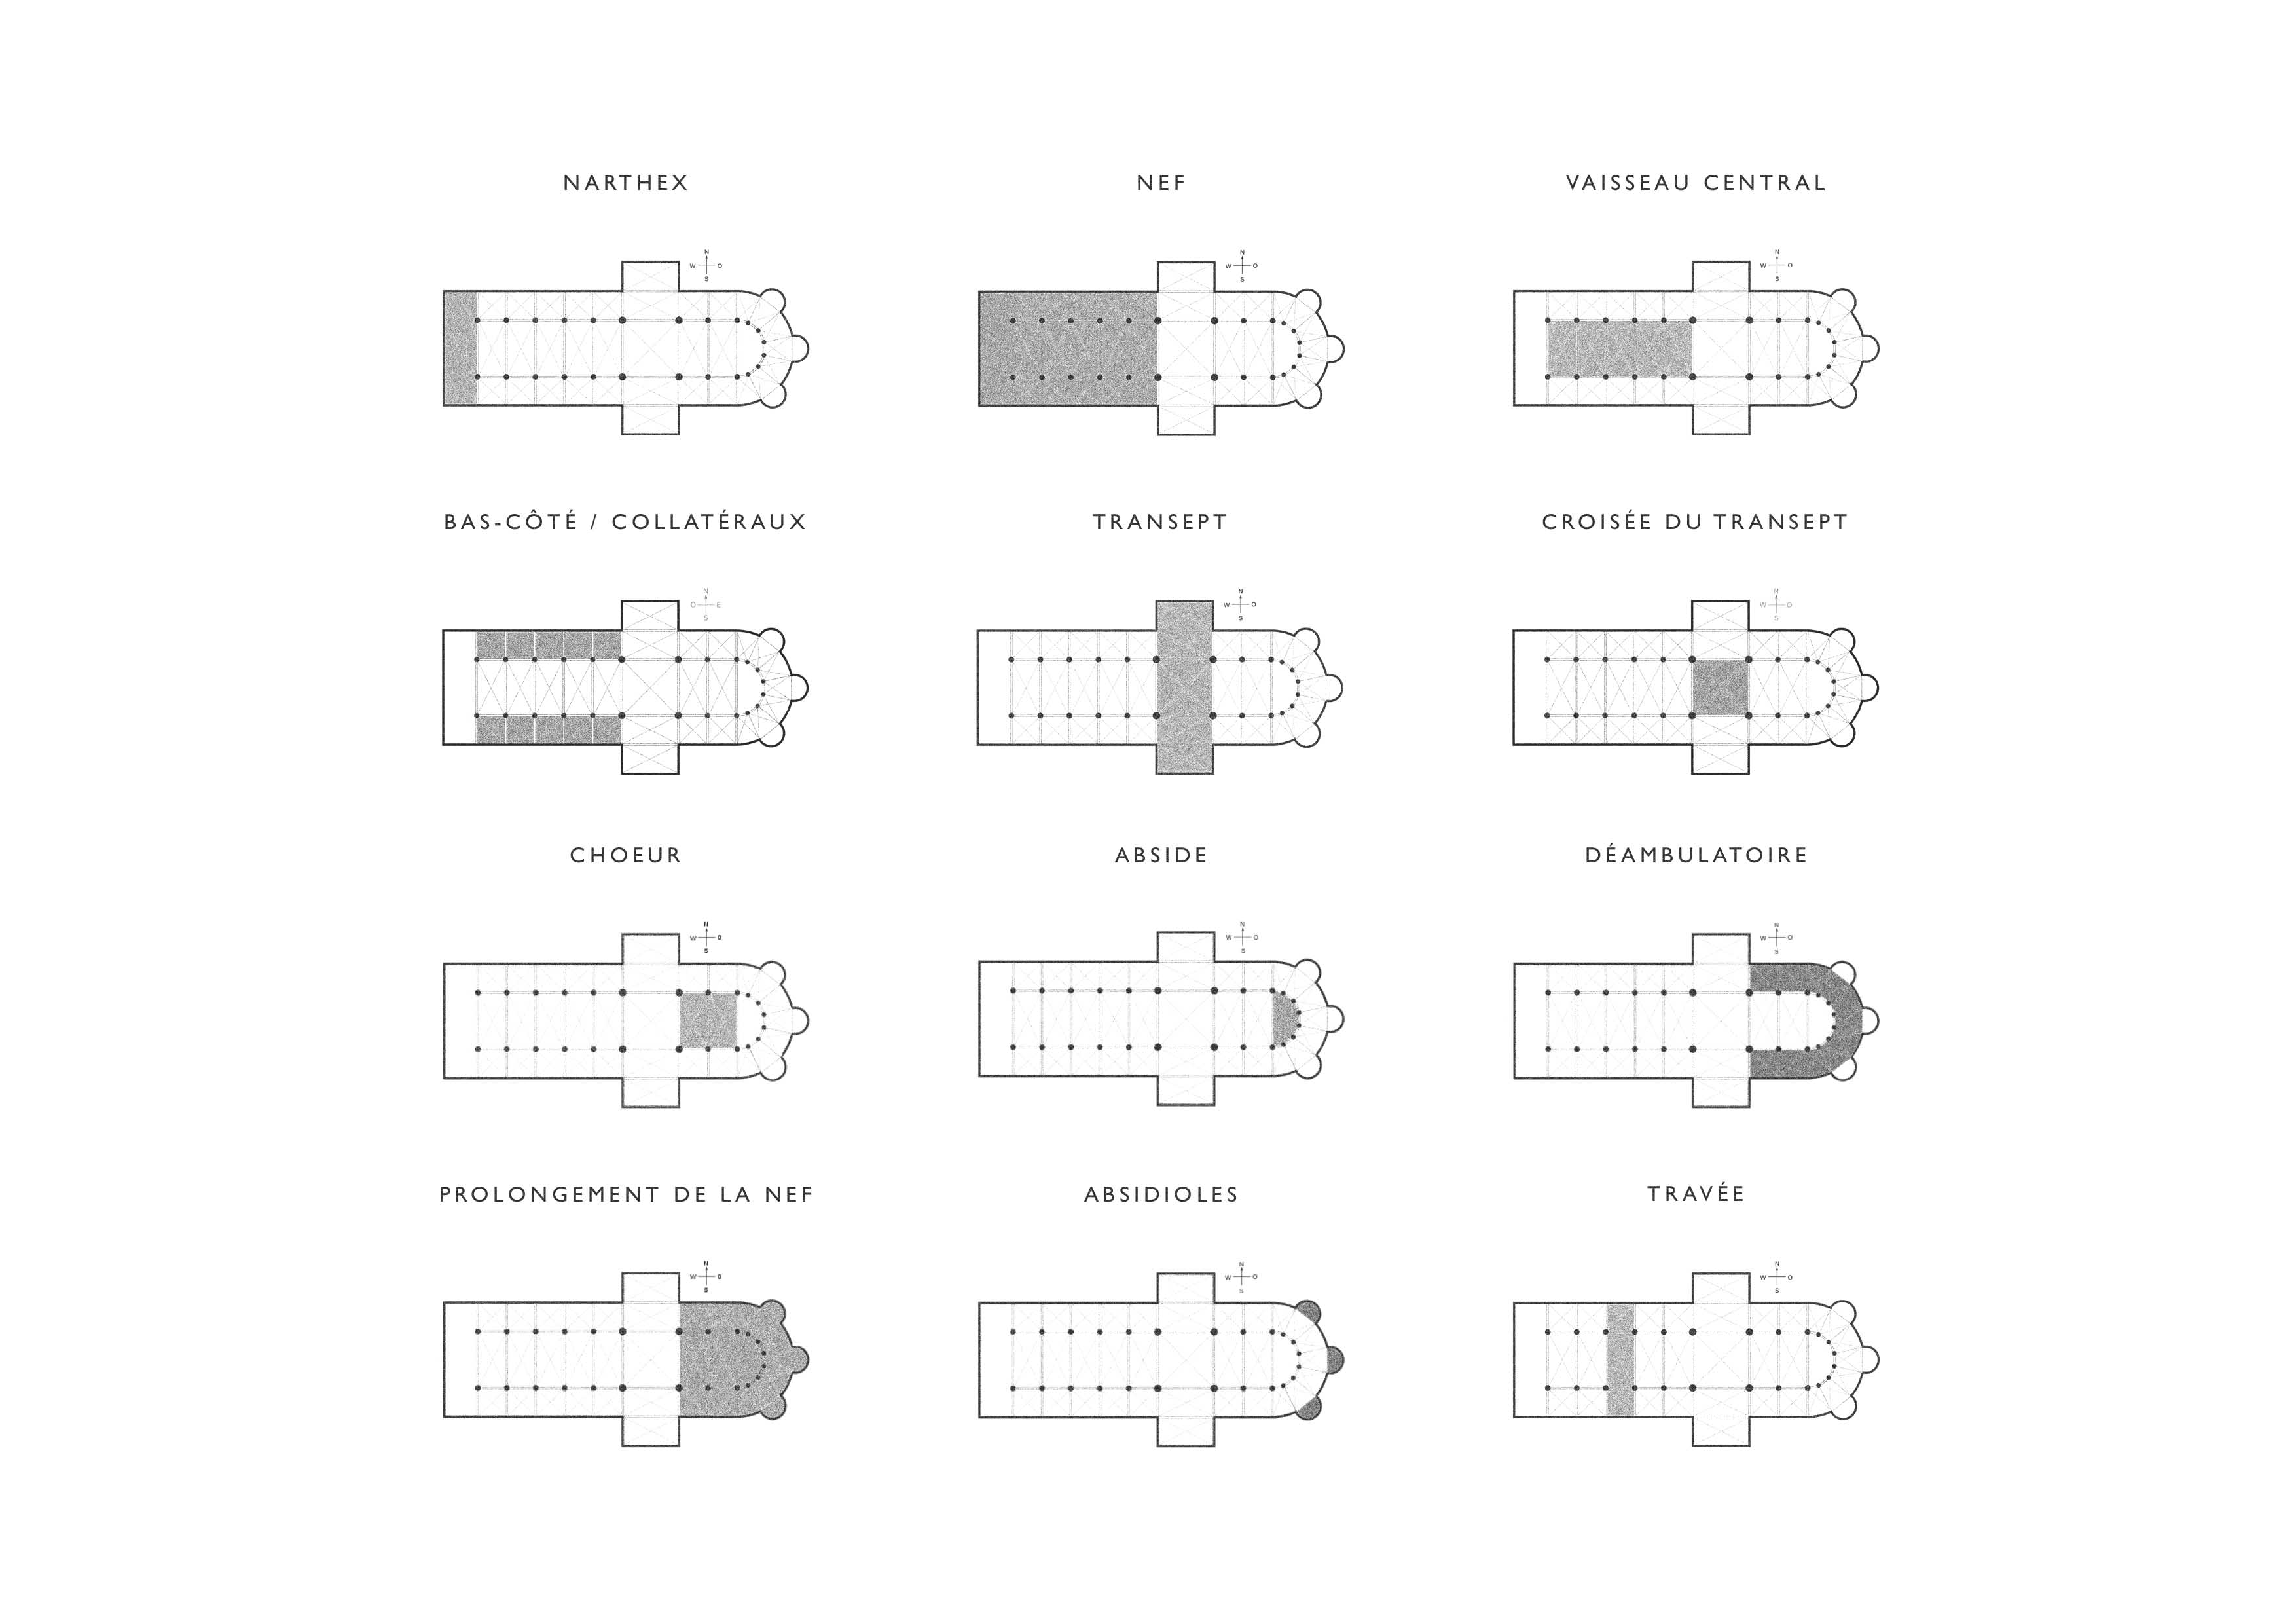 NARTHEX
NEF
VAISSEAU CENTRAL
N
W O
S
N
W O
S
N
W O
S
BAS-CÔTÉ / COLLATÉRAUX
TRANSEPT
CROISÉE DU TRANSEPT
N
O E
S
N
W O
S
N
W O
S
CHOEUR
ABSIDE
DÉAMBULATOIRE
N
W O
S
N
W O
S
N
W O
S
PROLONGEMENT DE LA NEF
ABSIDIOLES
TRAVÉE
N
W O
S
N
W O
S
N
W O
S